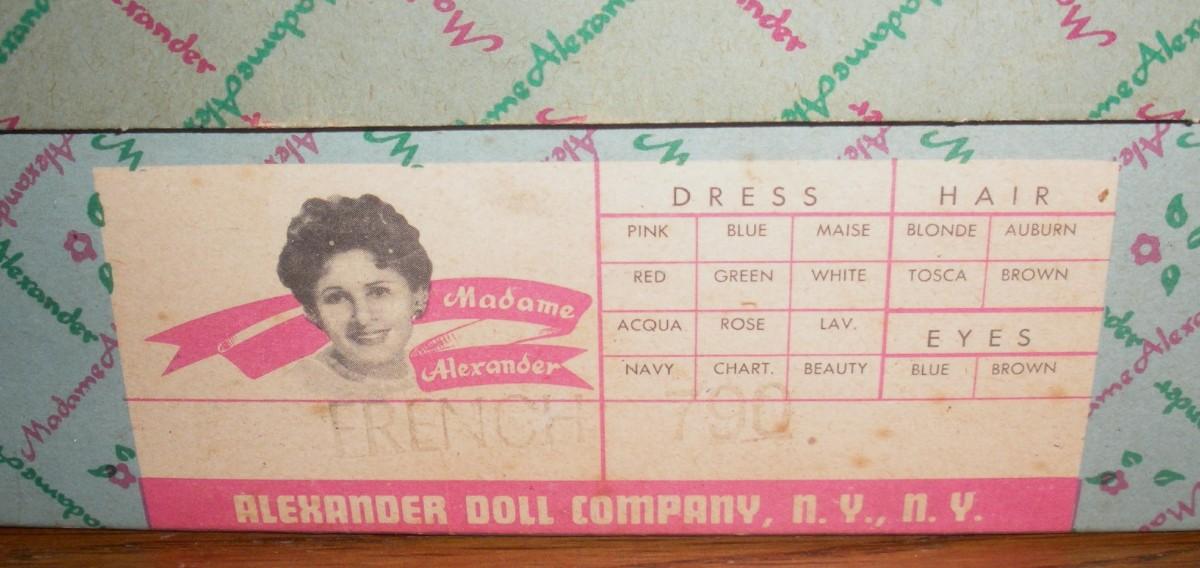 Madame Alexander
Madame
Alexander
DRESS
PINK BLUE MAISE
RED GREEN WHITE
ACQUA ROSE LAV.
NAVY CHART. BEAUTY
HAIR
BLONDE AUBURN
TOSCA BROWN
EYES
BLUE BROWN
FRENCH 790
ALEXANDER DOLL COMPANY, N. Y., N. Y.